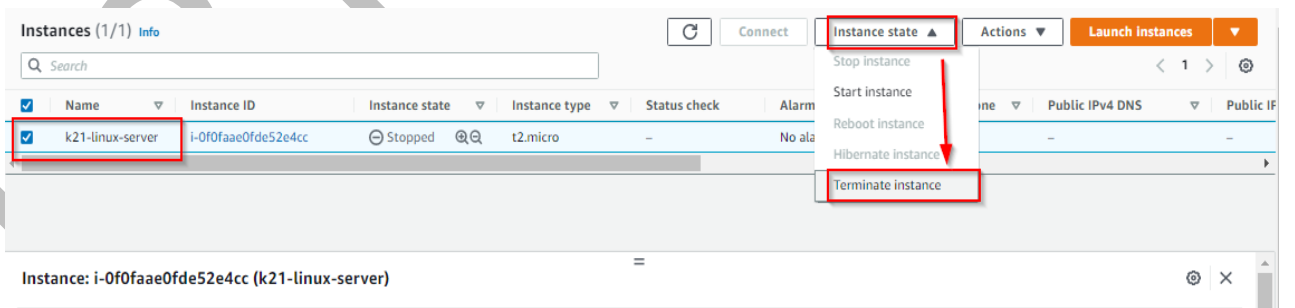 Instances (1/1) Info
Connect
Instance state ▲
Actions ▼
Launch instances ▼
Search
< 1 >
Stop instance
Start instance
Reboot instance
Hibernate instance
Terminate instance
Name Instance ID Instance state Instance type Status check Alarm one Public IPv4 DNS Public IF
k21-linux-server i-0f0faae0fde52e4cc Stopped t2.micro – No ala – –
Instance: i-0f0faae0fde52e4cc (k21-linux-server)